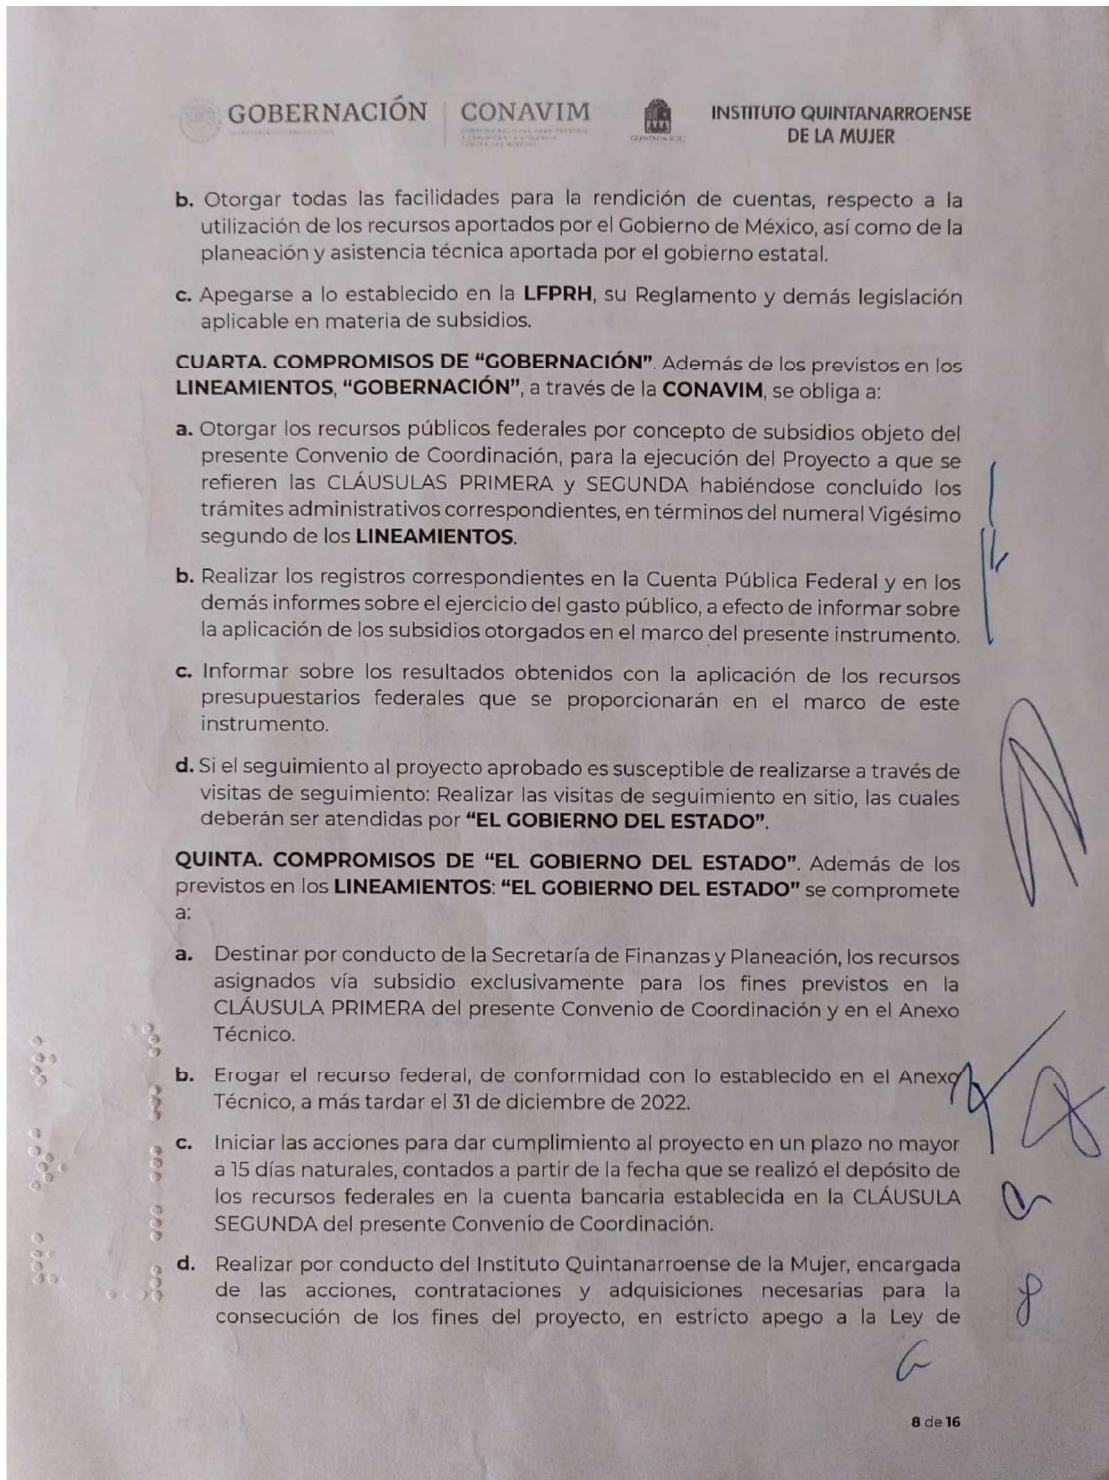 GOBERNACIÓN | CONAVIM
INSTITUTO QUINTANARROENSE
DE LA MUJER
b. Otorgar todas las facilidades para la rendición de cuentas, respecto a la
utilización de los recursos aportados por el Gobierno de México, así como de la
planeación y asistencia técnica aportada por el gobierno estatal.
c. Apegarse a lo establecido en la LFPRH, su Reglamento y demás legislación
aplicable en materia de subsidios.
CUARTA. COMPROMISOS DE “GOBERNACIÓN”. Además de los previstos en los
LINEAMIENTOS, “GOBERNACIÓN”, a través de la CONAVIM, se obliga a:
a. Otorgar los recursos públicos federales por concepto de subsidios objeto del
presente Convenio de Coordinación, para la ejecución del Proyecto a que se
refieren las CLÁUSULAS PRIMERA y SEGUNDA habiéndose concluido los
trámites administrativos correspondientes, en términos del numeral Vigésimo
segundo de los LINEAMIENTOS.
b. Realizar los registros correspondientes en la Cuenta Pública Federal y en los
demás informes sobre el ejercicio del gasto público, a efecto de informar sobre
la aplicación de los subsidios otorgados en el marco del presente instrumento.
c. Informar sobre los resultados obtenidos con la aplicación de los recursos
presupuestarios federales que se proporcionarán en el marco de este
instrumento.
d. Si el seguimiento al proyecto aprobado es susceptible de realizarse a través de
visitas de seguimiento: Realizar las visitas de seguimiento en sitio, las cuales
deberán ser atendidas por “EL GOBIERNO DEL ESTADO”.
QUINTA. COMPROMISOS DE “EL GOBIERNO DEL ESTADO”. Además de los
previstos en los LINEAMIENTOS: “EL GOBIERNO DEL ESTADO” se compromete
a:
a. Destinar por conducto de la Secretaría de Finanzas y Planeación, los recursos
asignados vía subsidio exclusivamente para los fines previstos en la
CLÁUSULA PRIMERA del presente Convenio de Coordinación y en el Anexo
Técnico.
b. Erogar el recurso federal, de conformidad con lo establecido en el Anexo
Técnico, a más tardar el 31 de diciembre de 2022.
c. Iniciar las acciones para dar cumplimiento al proyecto en un plazo no mayor
a 15 días naturales, contados a partir de la fecha que se realizó el depósito de
los recursos federales en la cuenta bancaria establecida en la CLÁUSULA
SEGUNDA del presente Convenio de Coordinación.
d. Realizar por conducto del Instituto Quintanarroense de la Mujer, encargada
de las acciones, contrataciones y adquisiciones necesarias para la
consecución de los fines del proyecto, en estricto apego a la Ley de
8 de 16